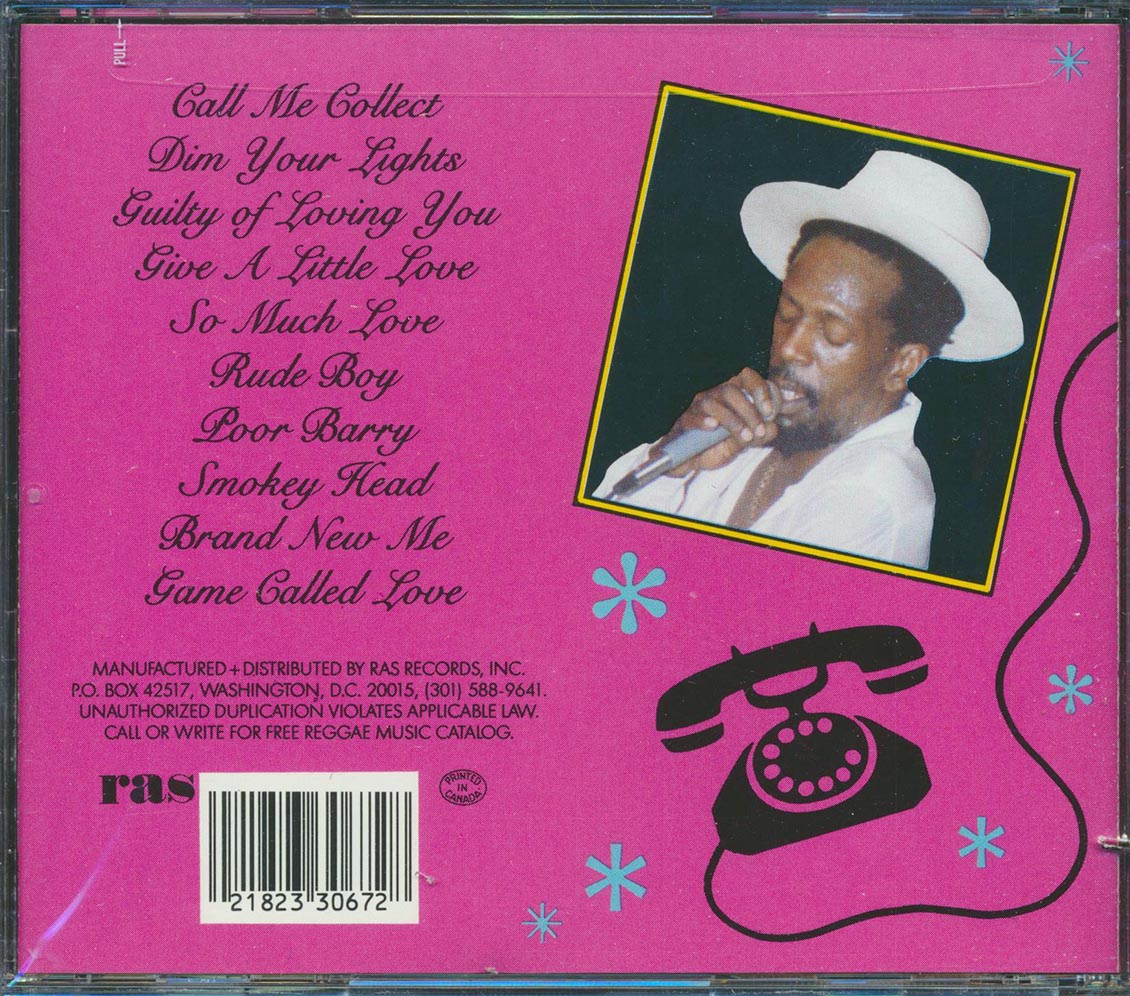 PULL
Call Me Collect
Dim Your Lights
Guilty of Loving You
Give A Little Love
So Much Love
Rude Boy
Poor Barry
Smokey Head
Brand New Me
Game Called Love
MANUFACTURED + DISTRIBUTED BY RAS RECORDS, INC.
P.O. BOX 42517, WASHINGTON, D.C. 20015, (301) 588-9641.
UNAUTHORIZED DUPLICATION VIOLATES APPLICABLE LAW.
CALL OR WRITE FOR FREE REGGAE MUSIC CATALOG.
ras
PRINTED
IN
CANADA
21823 30672